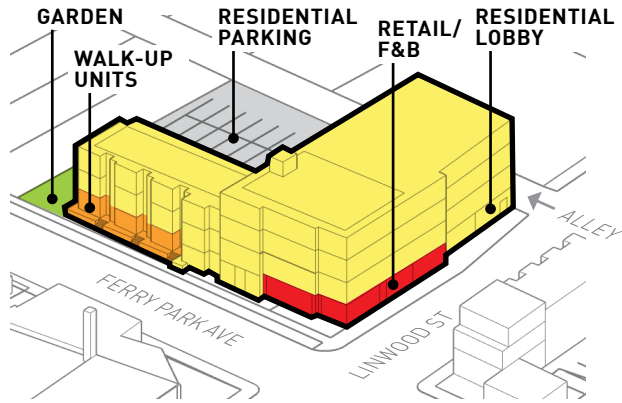 GARDEN
WALK-UP
UNITS
RESIDENTIAL
PARKING
RETAIL/
F&B
RESIDENTIAL
LOBBY
ALLEY
FERRY PARK AVE
LINWOOD ST